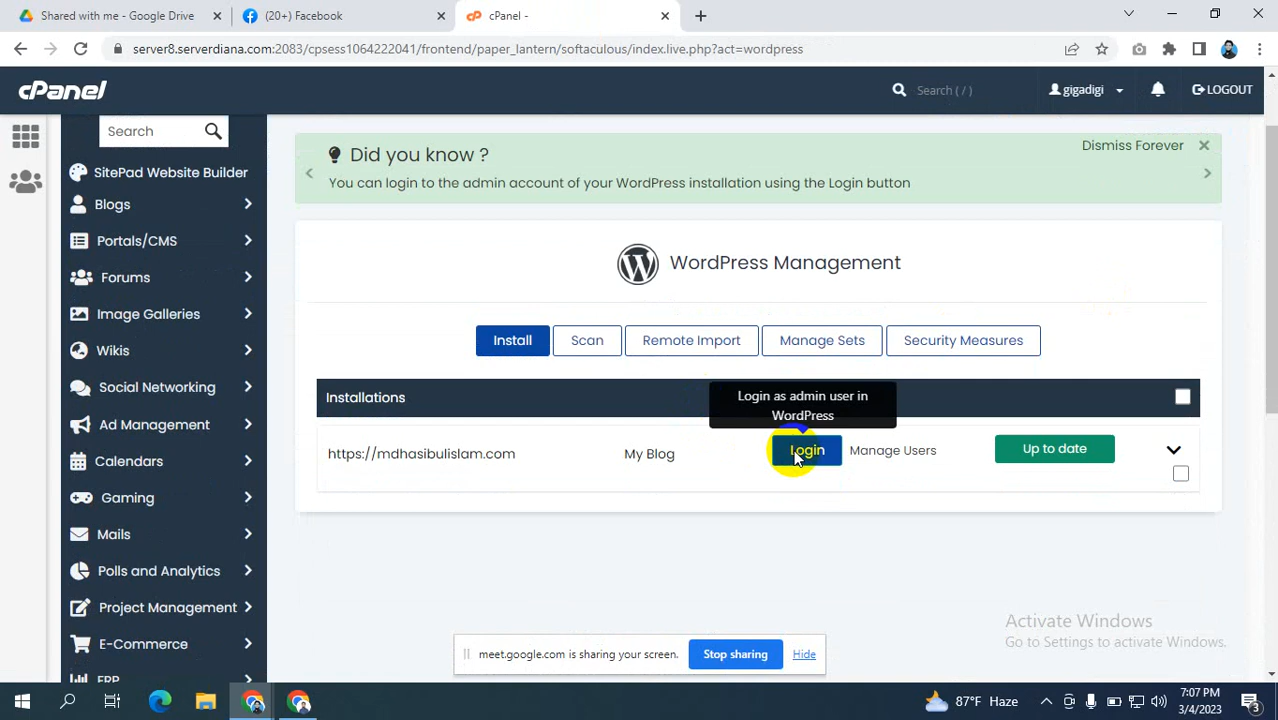 Shared with me - Google Drive
(20+) Facebook
cPanel -
server8.serverdiana.com:2083/cpsess1064222041/frontend/paper_lantern/softaculous/index.live.php?act=wordpress
cPanel
Search ( / )
gigadigi
LOGOUT
Search
SitePad Website Builder
Blogs
Portals/CMS
Forums
Image Galleries
Wikis
Social Networking
Ad Management
Calendars
Gaming
Mails
Polls and Analytics
Project Management
E-Commerce
ERP
Did you know ?
Dismiss Forever
You can login to the admin account of your WordPress installation using the Login button
WordPress Management
Install
Scan
Remote Import
Manage Sets
Security Measures
Installations
Login as admin user in
WordPress
https://mdhasibulislam.com
My Blog
Login
Manage Users
Up to date
Activate Windows
Go to Settings to activate Windows.
meet.google.com is sharing your screen.
Stop sharing
Hide
87°F Haze
7:07 PM
3/4/2023
3